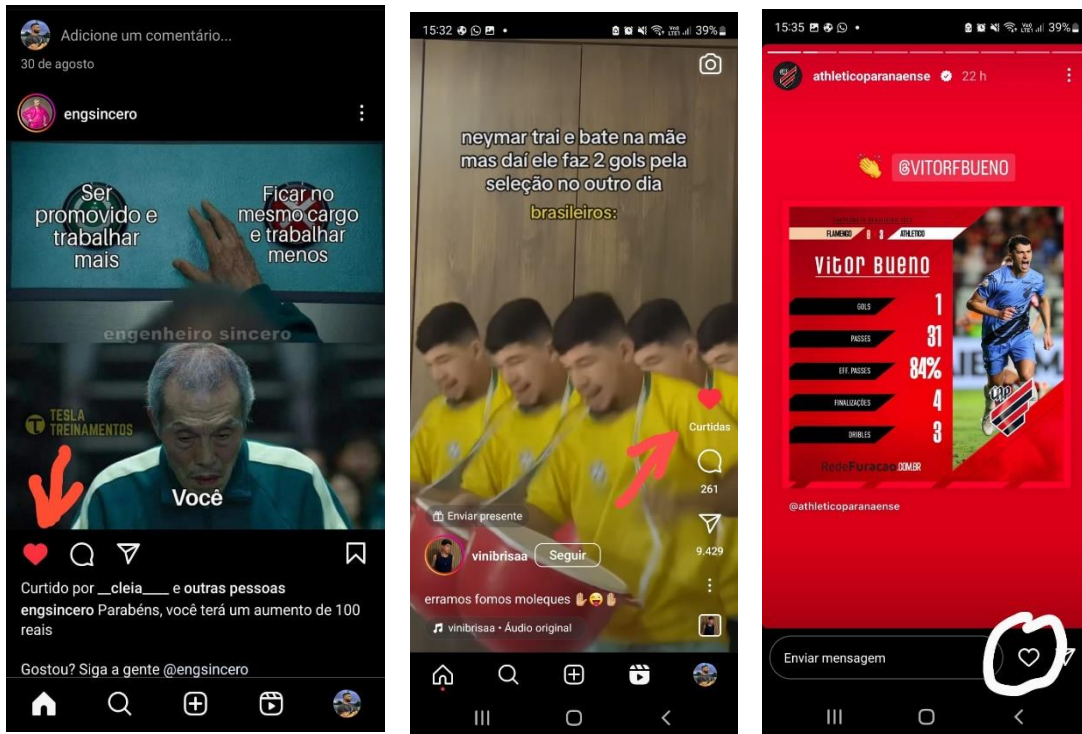 Adicione um comentário...
30 de agosto
engsincero
Ser
promovido e
trabalhar
mais
Ficar no
mesmo cargo
e trabalhar
menos
engenheiro sincero
TESLA
TREINAMENTOS
Você
Curtido por __cleia____ e outras pessoas
engsincero Parabéns, você terá um aumento de 100
reais
Gostou? Siga a gente @engsincero
15:32
39%
neymar trai e bate na mãe
mas daí ele faz 2 gols pela
seleção no outro dia
brasileiros:
Curtidas
261
Enviar presente
9.429
vinibrisaa Seguir
erramos fomos moleques ✋😜✋
vinibrisaa • Áudio original
15:35
39%
athleticoparanaense 22 h
👏 @VITORFBUENO
FLAMENGO 0 3 ATHLETICO
VITOR BUENO
GOLS 1
PASSES 31
EFF. PASSES 84%
FINALIZAÇÕES 4
DRIBLES 3
CAP
RedeFuracao.COM.BR
@athleticoparanaense
Enviar mensagem